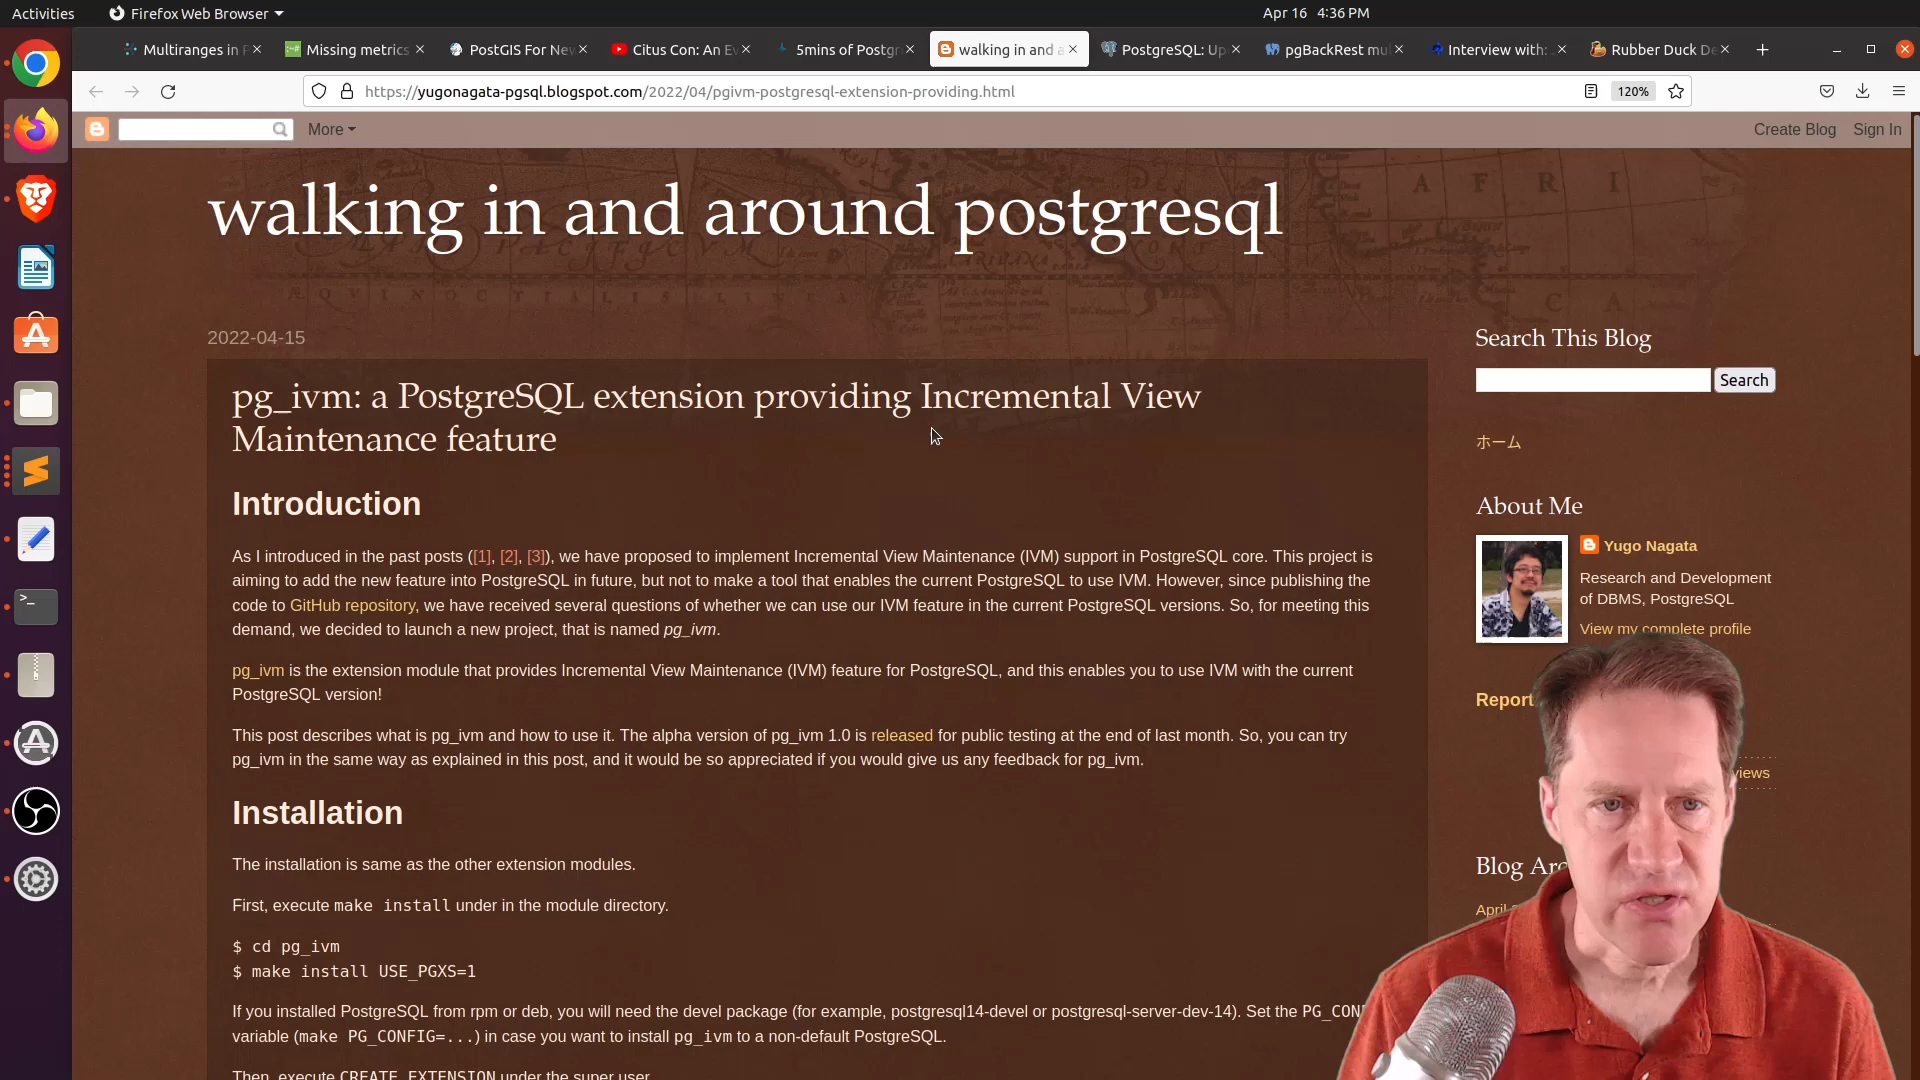 Activities
Firefox Web Browser
Apr 16 4:36 PM
Multiranges in P
Missing metrics
PostGIS For New
Citus Con: An Ev
5mins of Postgr
walking in and a
PostgreSQL: Up
pgBackRest mul
Interview with:
Rubber Duck De
https://yugonagata-pgsql.blogspot.com/2022/04/pgivm-postgresql-extension-providing.html
120%
More
Create Blog
Sign In
walking in and around postgresql
2022-04-15
pg_ivm: a PostgreSQL extension providing Incremental View
Maintenance feature
Introduction
As I introduced in the past posts ([1], [2], [3]), we have proposed to implement Incremental View Maintenance (IVM) support in PostgreSQL core. This project is
aiming to add the new feature into PostgreSQL in future, but not to make a tool that enables the current PostgreSQL to use IVM. However, since publishing the
code to GitHub repository, we have received several questions of whether we can use our IVM feature in the current PostgreSQL versions. So, for meeting this
demand, we decided to launch a new project, that is named pg_ivm.
pg_ivm is the extension module that provides Incremental View Maintenance (IVM) feature for PostgreSQL, and this enables you to use IVM with the current
PostgreSQL version!
This post describes what is pg_ivm and how to use it. The alpha version of pg_ivm 1.0 is released for public testing at the end of last month. So, you can try
pg_ivm in the same way as explained in this post, and it would be so appreciated if you would give us any feedback for pg_ivm.
Installation
The installation is same as the other extension modules.
First, execute make install under in the module directory.
$ cd pg_ivm
$ make install USE_PGXS=1
If you installed PostgreSQL from rpm or deb, you will need the devel package (for example, postgresql14-devel or postgresql-server-dev-14). Set the PG_CONF
variable (make PG_CONFIG=...) in case you want to install pg_ivm to a non-default PostgreSQL.
Then, execute CREATE EXTENSION under the super user
Search This Blog
Search
ホーム
About Me
Yugo Nagata
Research and Development
of DBMS, PostgreSQL
View my complete profile
Report
views
Blog Arc
April